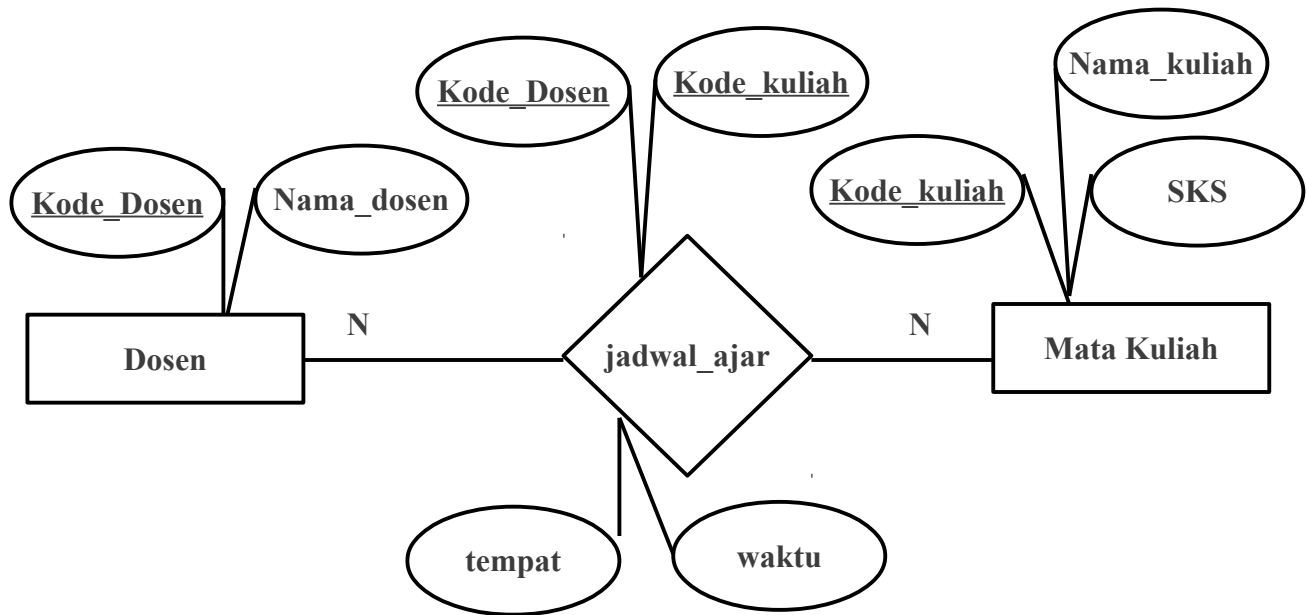 Nama_kuliah
Kode_Dosen
Kode_kuliah
Kode_Dosen
Nama_dosen
Kode_kuliah
SKS
N
N
Dosen
jadwal_ajar
Mata Kuliah
tempat
waktu